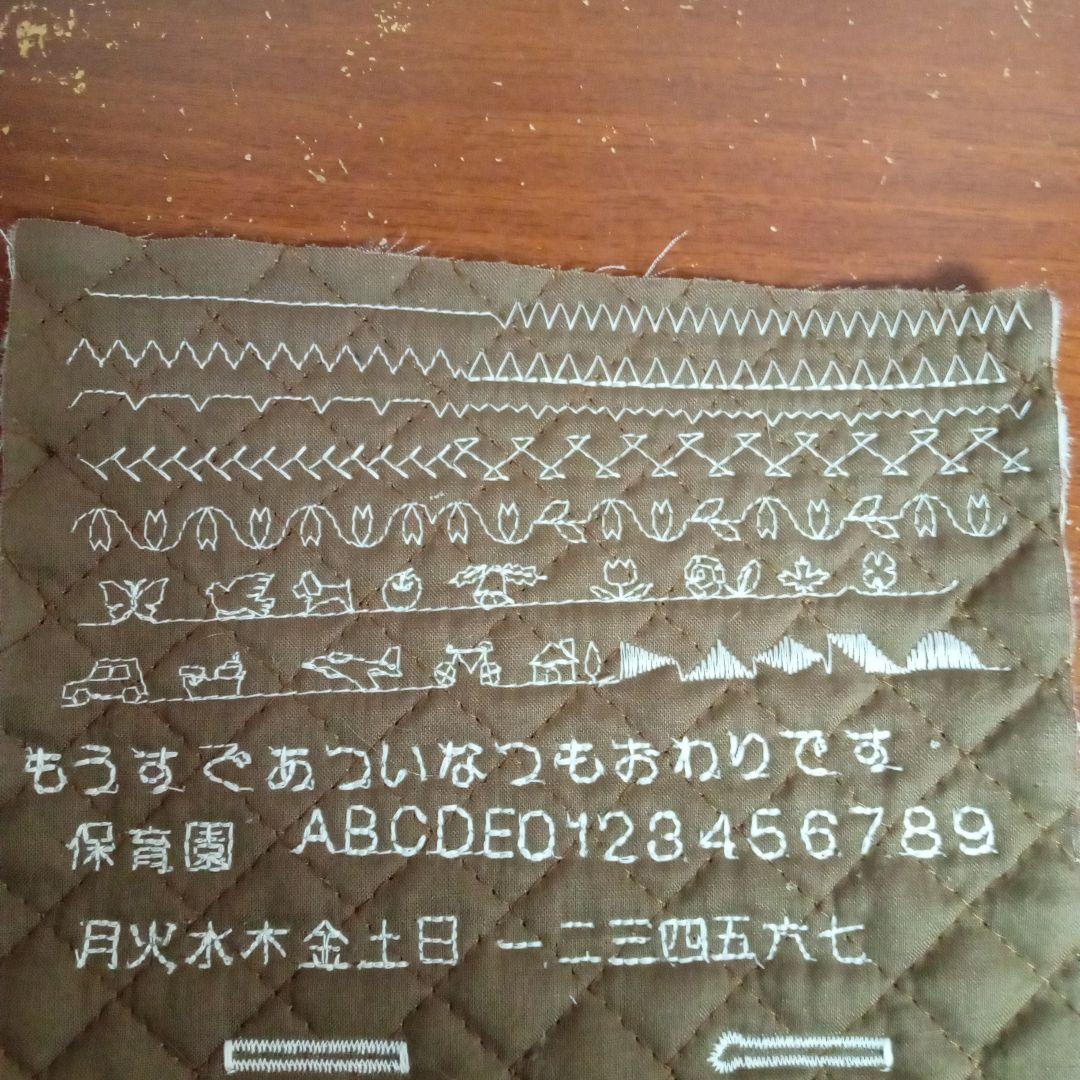 もうすぐであついなつもおわりです
保育園 ABCDE0123456789
月火水木金土日 一二三四五六七